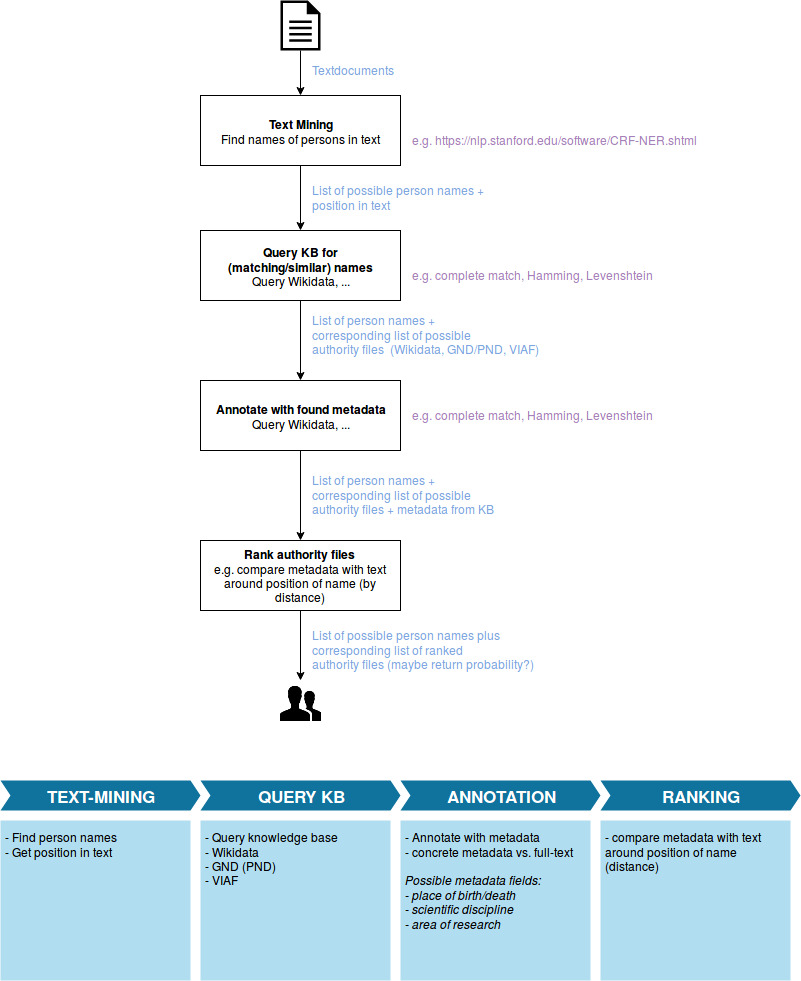 Textdocuments
Text Mining
Find names of persons in text
e.g. https://nlp.stanford.edu/software/CRF-NER.shtml
List of possible person names +
position in text
Query KB for
(matching/similar) names
Query Wikidata, ...
e.g. complete match, Hamming, Levenshtein
List of person names +
corresponding list of possible
authority files (Wikidata, GND/PND, VIAF)
Annotate with found metadata
Query Wikidata, ...
e.g. complete match, Hamming, Levenshtein
List of person names +
corresponding list of possible
authority files + metadata from KB
Rank authority files
e.g. compare metadata with text
around position of name (by
distance)
List of possible person names plus
corresponding list of ranked
authority files (maybe return probability?)
TEXT-MINING
- Find person names
- Get position in text
QUERY KB
- Query knowledge base
- Wikidata
- GND (PND)
- VIAF
ANNOTATION
- Annotate with metadata
- concrete metadata vs. full-text
Possible metadata fields:
- place of birth/death
- scientific discipline
- area of research
RANKING
- compare metadata with text
around position of name
(distance)